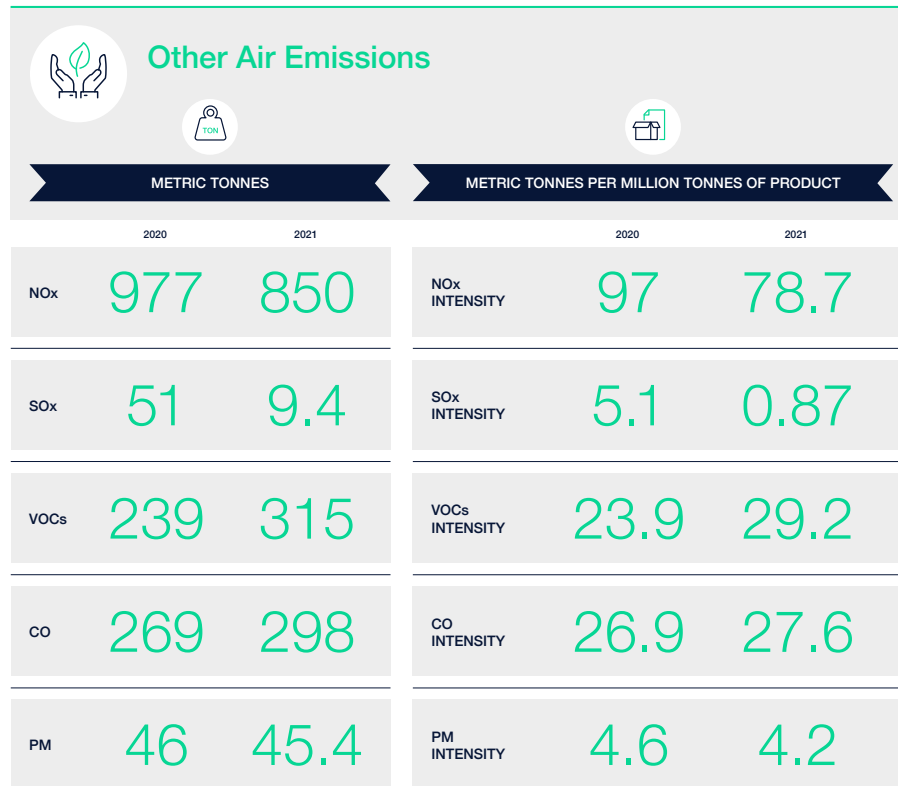 Other Air Emissions
TON
METRIC TONNES
METRIC TONNES PER MILLION TONNES OF PRODUCT
2020 2021
2020 2021
NOx 977 850
NOx
INTENSITY 97 78.7
SOx 51 9.4
SOx
INTENSITY 5.1 0.87
VOCs 239 315
VOCs
INTENSITY 23.9 29.2
CO 269 298
CO
INTENSITY 26.9 27.6
PM 46 45.4
PM
INTENSITY 4.6 4.2